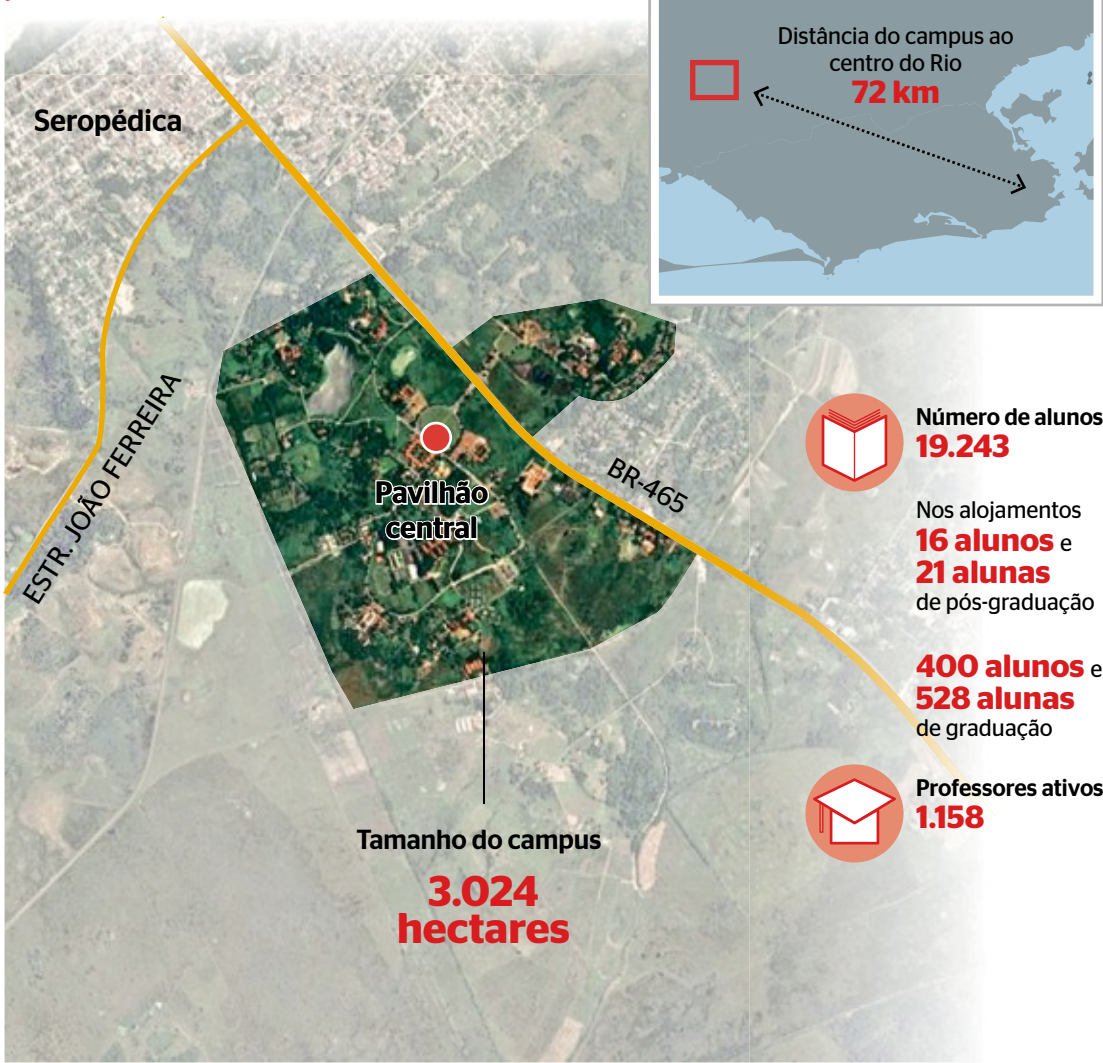 Distância do campus ao
centro do Rio
72 km
Seropédica
ESTR. JOÃO FERREIRA
BR-465
Pavilhão
central
Número de alunos
19.243
Nos alojamentos
16 alunos e
21 alunas
de pós-graduação
400 alunos e
528 alunas
de graduação
Professores ativos
1.158
Tamanho do campus
3.024
hectares